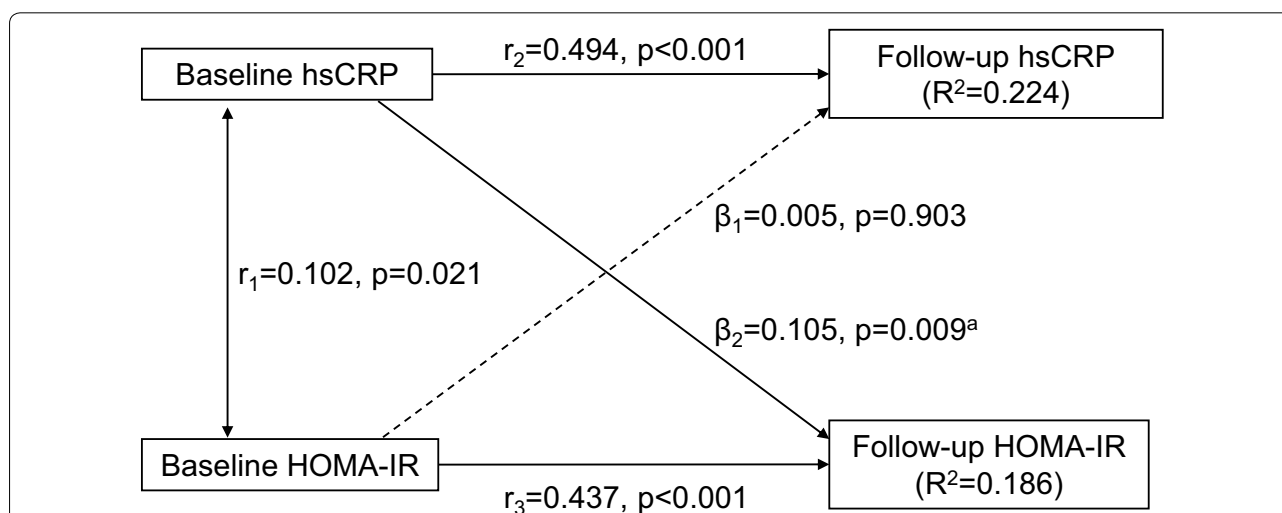 Baseline hsCRP
r₂=0.494, p<0.001
Follow-up hsCRP
(R²=0.224)
β₁=0.005, p=0.903
r₁=0.102, p=0.021
β₂=0.105, p=0.009ᵃ
Baseline HOMA-IR
r₃=0.437, p<0.001
Follow-up HOMA-IR
(R²=0.186)